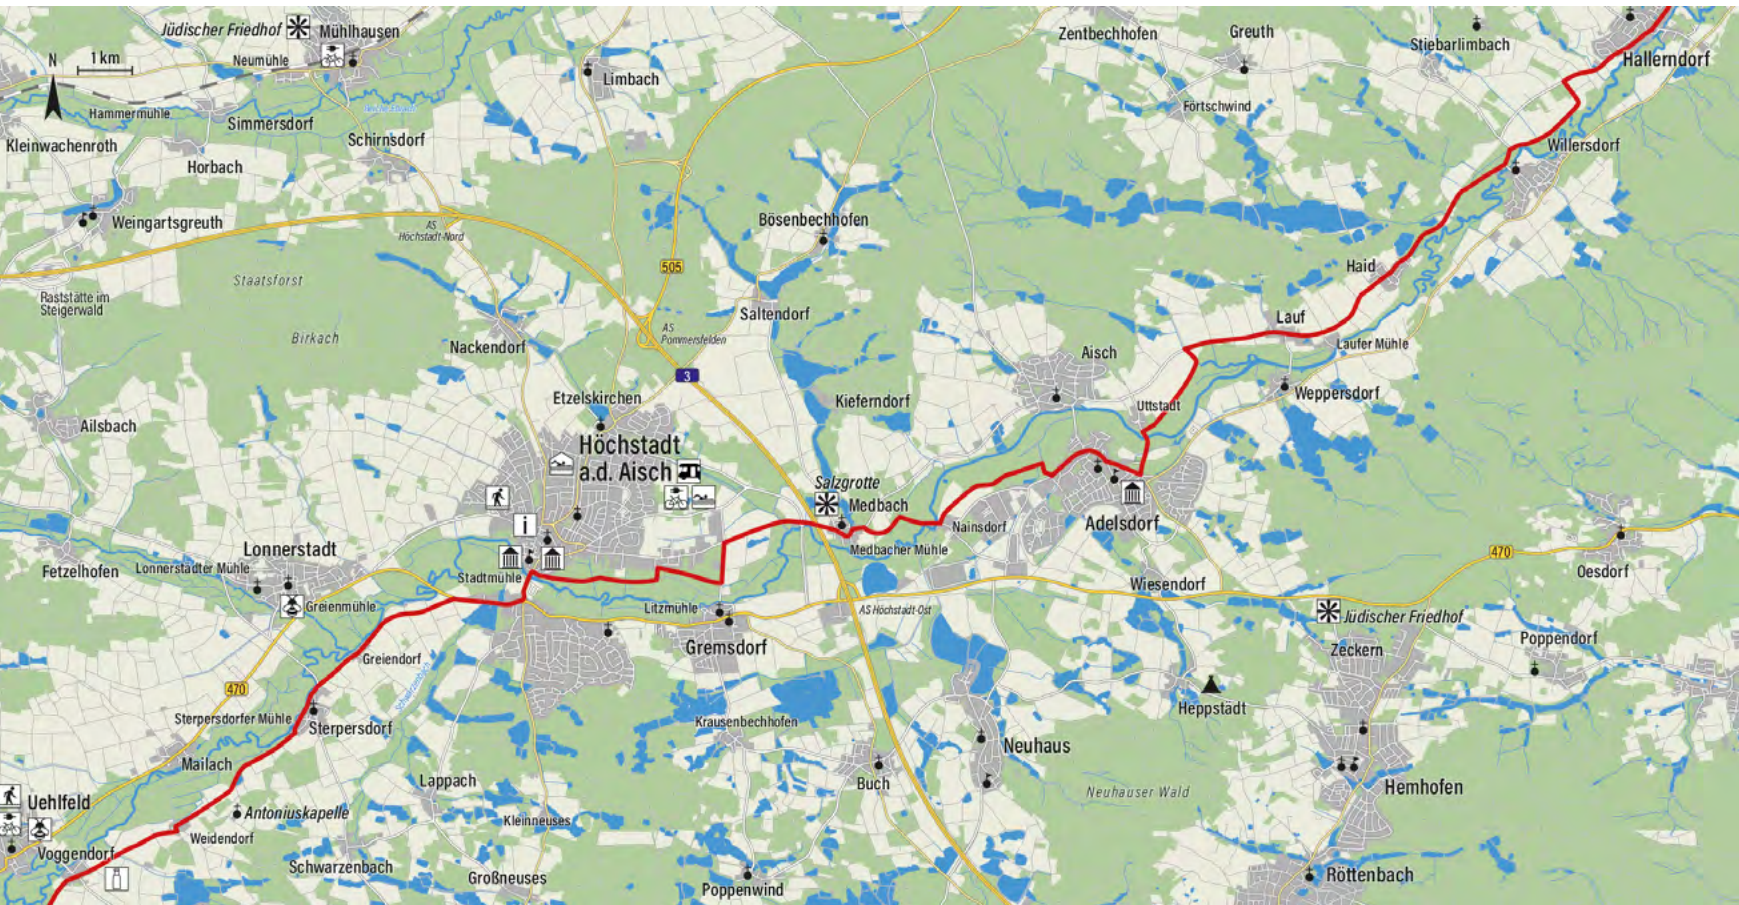 Jüdischer Friedhof
Mühlhausen
Neumühle
N
1 km
Limbach
Zentbechhofen
Greuth
Stiebarlimbach
Hallerndorf
Hammermühle
Simmersdorf
Förtschwind
Kleinwachenroth
Schirnsdorf
Willersdorf
Horbach
Weingartsgreuth
AS
Höchstadt-Nord
Bösenbechhofen
505
Haid
Staatsforst
Raststätte im
Steigerwald
Birkach
Saltendorf
Lauf
AS
Pommersfelden
Nackendorf
Laufer Mühle
Aisch
3
Etzelskirchen
Kieferndorf
Uttstadt
Weppersdorf
Ailsbach
Höchstadt
a.d. Aisch
Salzgrotte
Medbach
i
Nainsdorf
Adelsdorf
Lonnerstadt
Medbacher Mühle
470
Fetzelhofen
Lonnerstädter Mühle
Stadtmühle
Oesdorf
Wiesendorf
Greienmühle
Litzmühle
AS Höchstadt-Ost
Jüdischer Friedhof
Gremsdorf
Poppendorf
Zeckern
Greiendorf
Schwarzenbach
470
Heppstädt
Sterpersdorfer Mühle
Sterpersdorf
Krausenbechhofen
Neuhaus
Mailach
Lappach
Buch
Neuhauser Wald
Hemhofen
Uehlfeld
Antoniuskapelle
Kleinneuses
Weidendorf
Voggendorf
Schwarzenbach
Großneuses
Poppenwind
Röttenbach